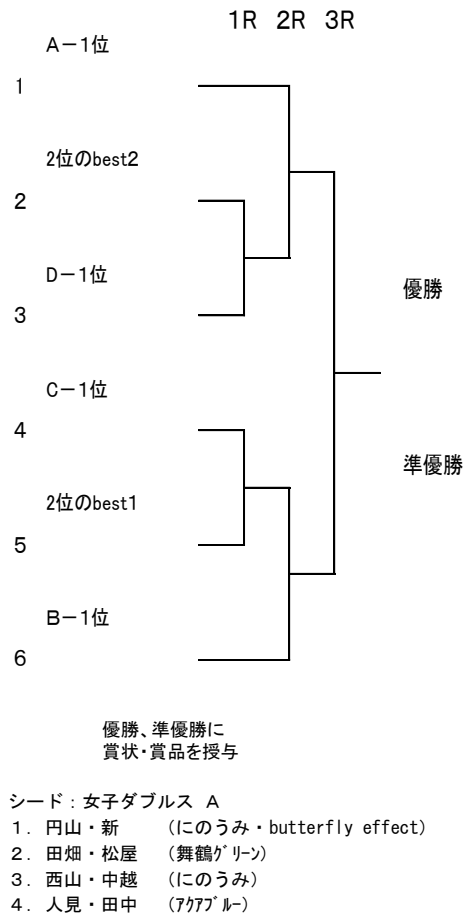 1R 2R 3R
A－1位
1
2位のbest2
2
D－1位
3
優勝
C－1位
4
準優勝
2位のbest1
5
B－1位
6
優勝、準優勝に
賞状・賞品を授与
シード：女子ダブルス A
1．円山・新 （にのうみ・butterfly effect）
2．田畑・松屋 （舞鶴ｸﾞﾘｰﾝ）
3．西山・中越 （にのうみ）
4．人見・田中 （ｱｸｱﾌﾞﾙｰ）